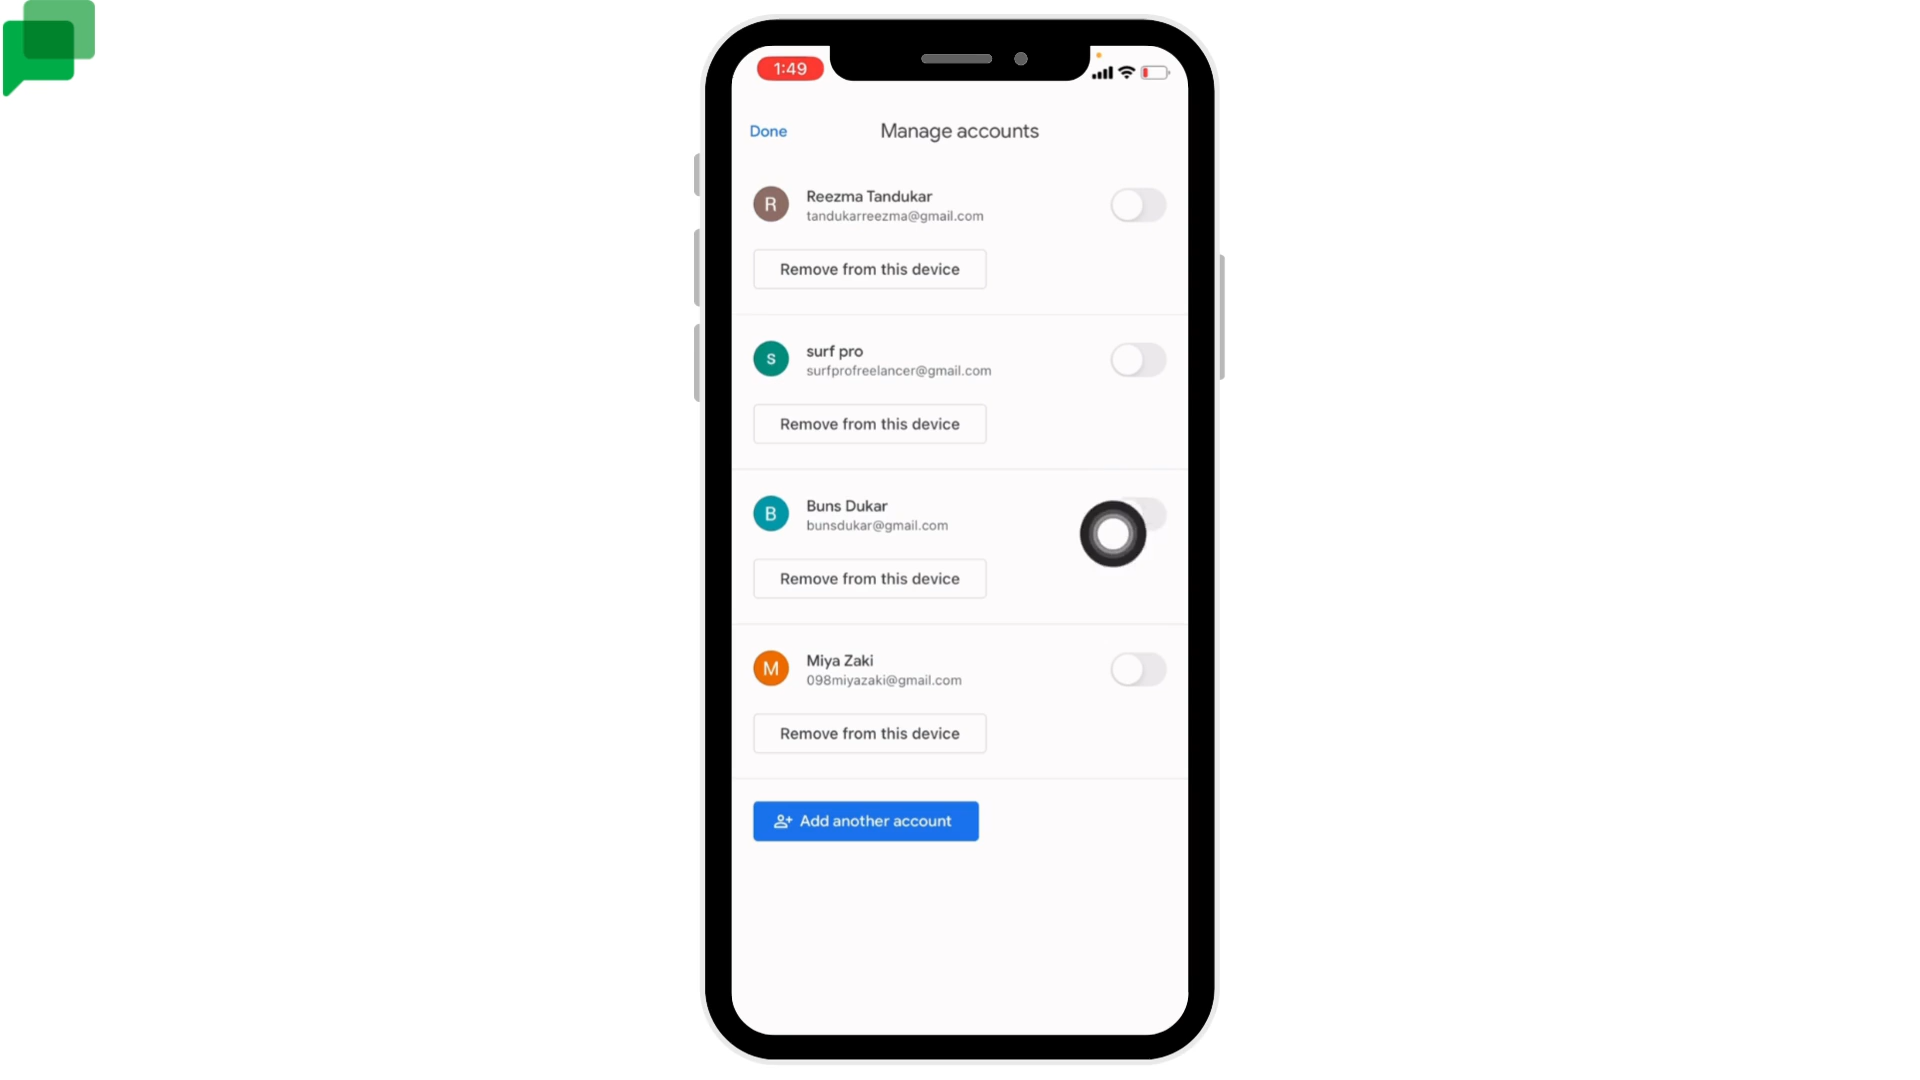 1:49
Done
Manage accounts
R
Reezma Tandukar
tandukarreezma@gmail.com
Remove from this device
s
surf pro
surfprofreelancer@gmail.com
Remove from this device
B
Buns Dukar
bunsdukar@gmail.com
Remove from this device
M
Miya Zaki
098miyazaki@gmail.com
Remove from this device
Add another account